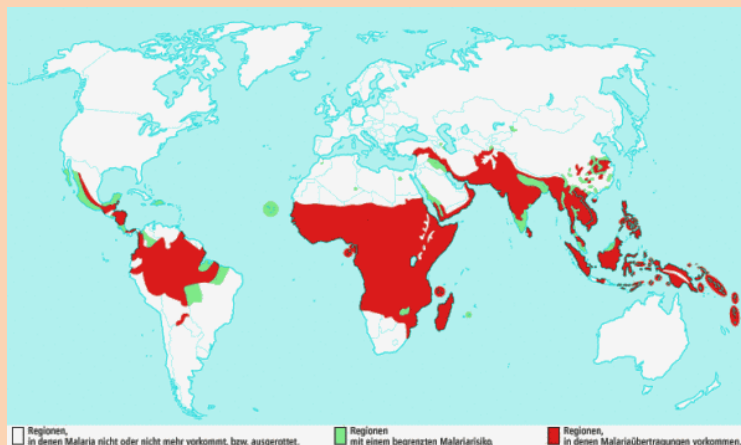 Regionen,
in denen Malaria nicht oder nicht mehr vorkommt, bzw. ausgerottet.
Regionen
mit einem begrenzten Malariarisiko
Regionen,
in denen Malariaübertragungen vorkommen.